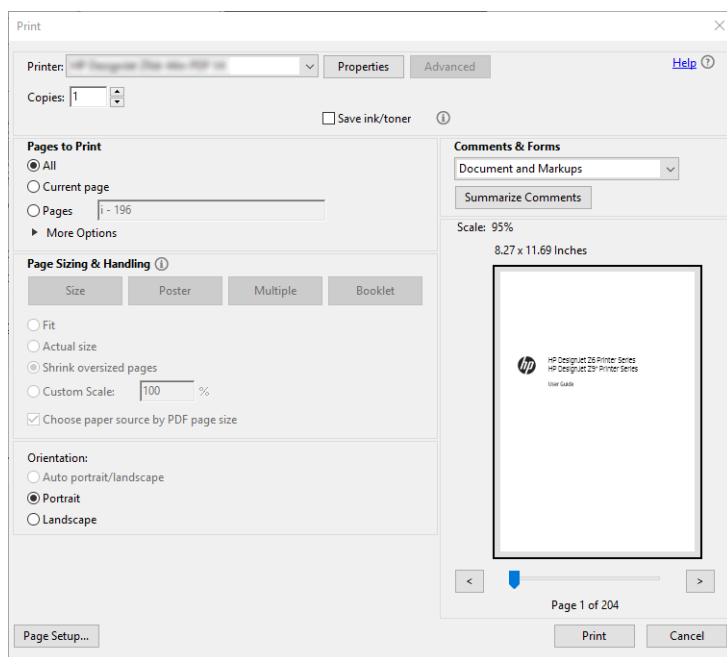 Print
Printer: Properties Advanced Help
Copies: 1
Save ink/toner
Pages to Print
All
Current page
Pages i - 196
More Options
Comments & Forms
Document and Markups
Summarize Comments
Scale: 95%
8.27 x 11.69 Inches
Page Sizing & Handling
Size Poster Multiple Booklet
Fit
Actual size
Shrink oversized pages
Custom Scale: 100 %
Choose paper source by PDF page size
hp
HP DesignJet Z6 Printer Series
HP DesignJet Z9⁺ Printer Series
User Guide
Orientation:
Auto portrait/landscape
Portrait
Landscape
< >
Page 1 of 204
Page Setup... Print Cancel